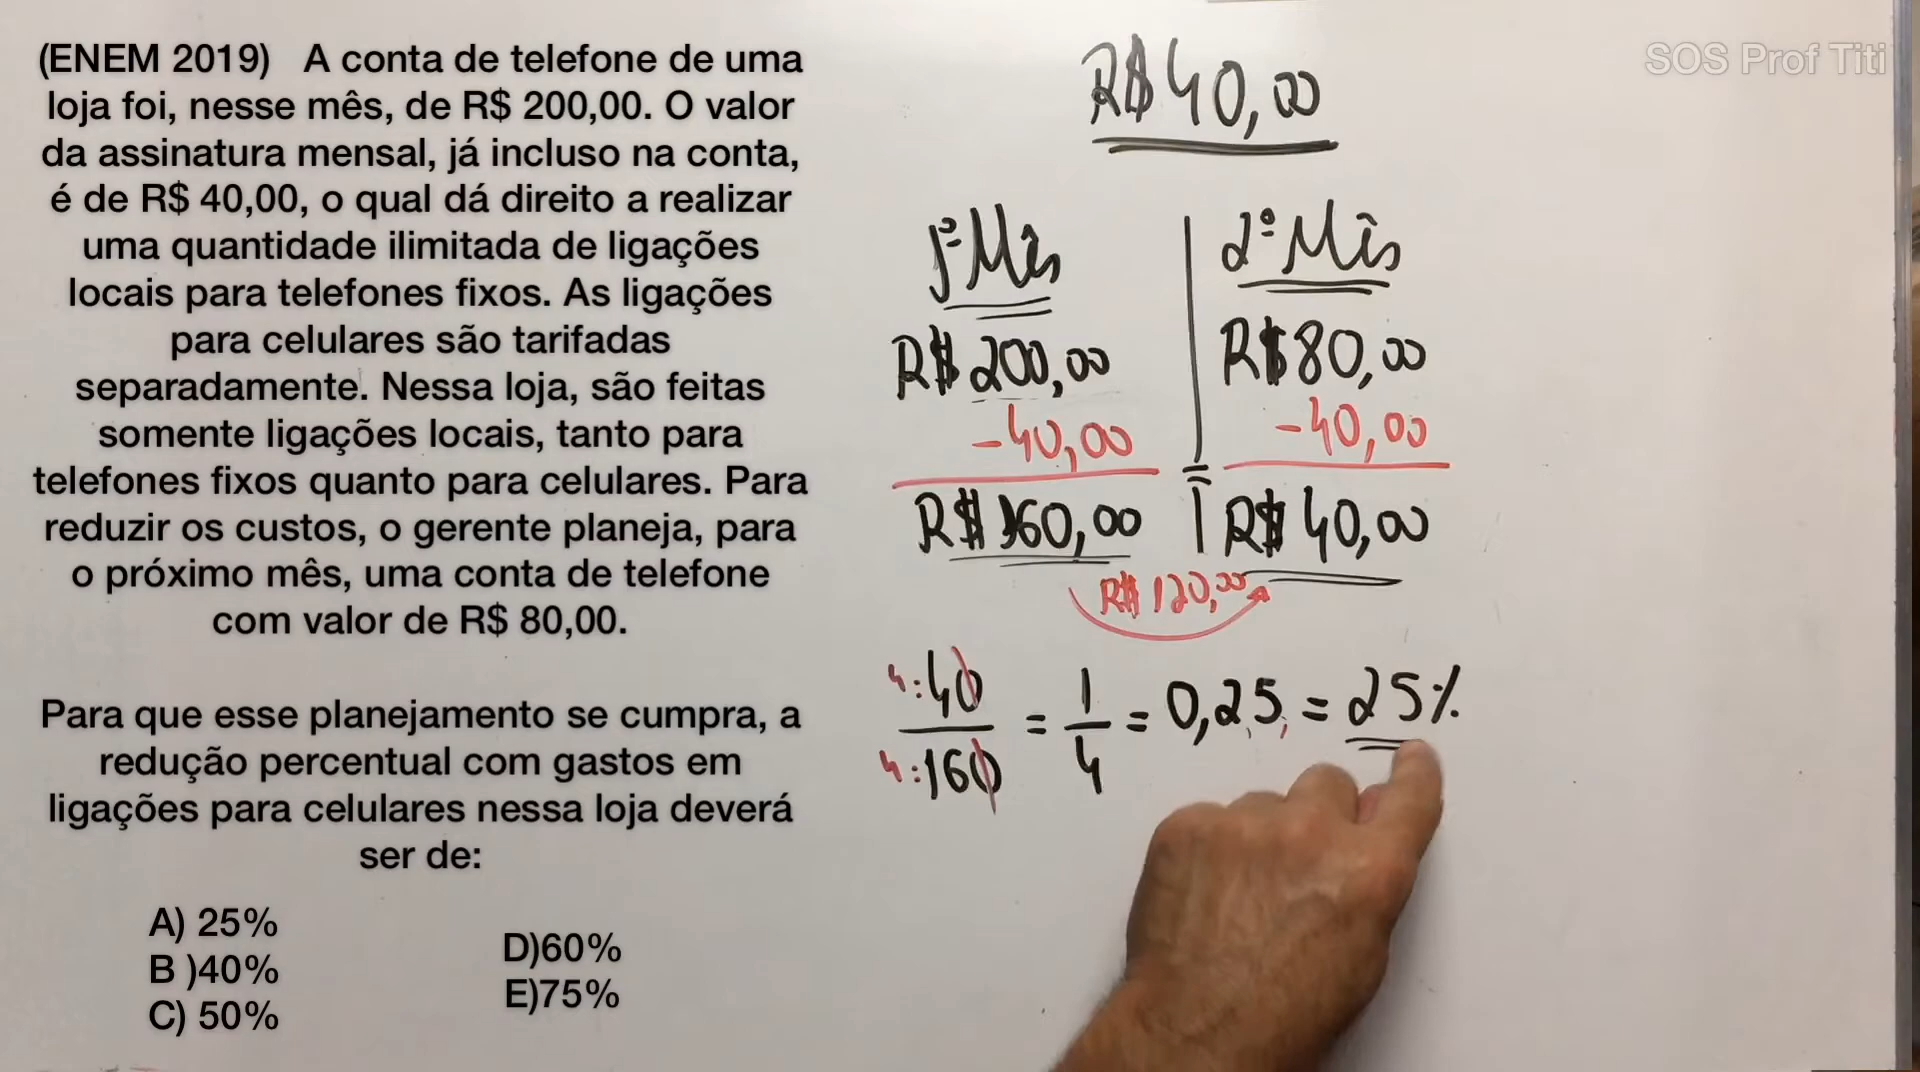 (ENEM 2019) A conta de telefone de uma
loja foi, nesse mês, de R$ 200,00. O valor
da assinatura mensal, já incluso na conta,
é de R$ 40,00, o qual dá direito a realizar
uma quantidade ilimitada de ligações
locais para telefones fixos. As ligações
para celulares são tarifadas
separadamente. Nessa loja, são feitas
somente ligações locais, tanto para
telefones fixos quanto para celulares. Para
reduzir os custos, o gerente planeja, para
o próximo mês, uma conta de telefone
com valor de R$ 80,00.
Para que esse planejamento se cumpra, a
redução percentual com gastos em
ligações para celulares nessa loja deverá
ser de:
A) 25%
B )40%
C) 50%
D)60%
E)75%
SOS Prof Titi
R$ 40,00
1º Mês
R$ 200,00
-40,00
R$ 160,00
2º Mês
R$ 80,00
-40,00
R$ 40,00
=
R$ 120,00
4:40/4:160 = 1/4 = 0,25 = 25%